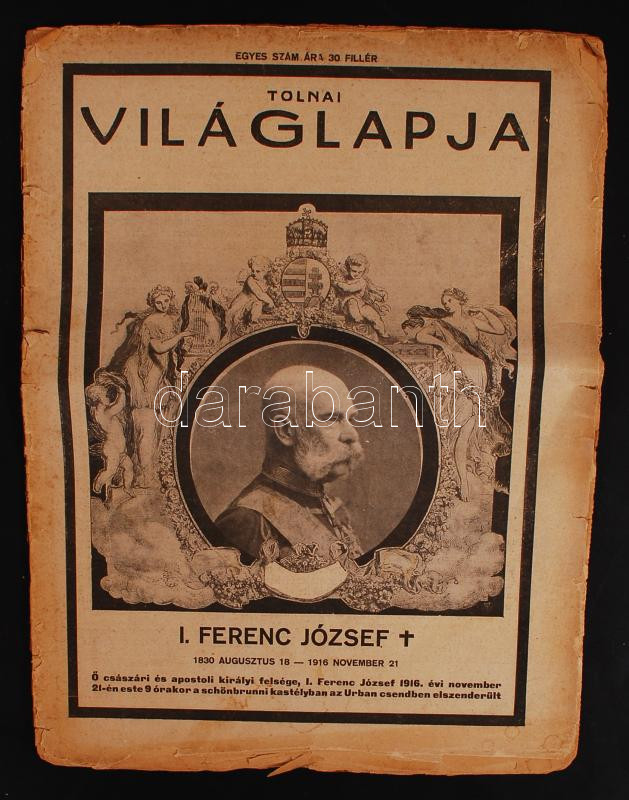 EGYES SZÁM ÁRA 30 FILLÉR
TOLNAI
VILÁGLAPJA
darabanth
I. FERENC JÓZSEF †
1830 AUGUSZTUS 18 — 1916 NOVEMBER 21
Ő császári és apostoli királyi felsége, I. Ferenc József 1916. évi november
21-én este 9 órakor a schönbrunni kastélyban az Urban csendben elszenderült